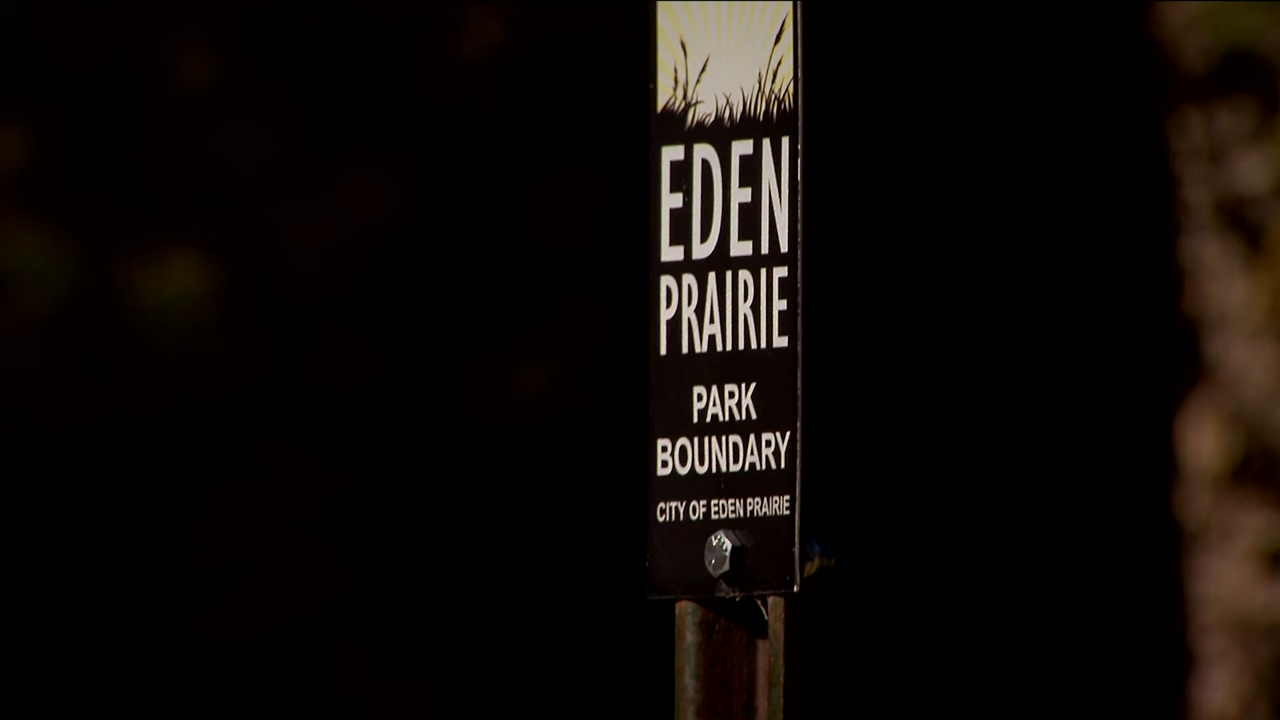 EDEN
PRAIRIE
PARK
BOUNDARY
CITY OF EDEN PRAIRIE